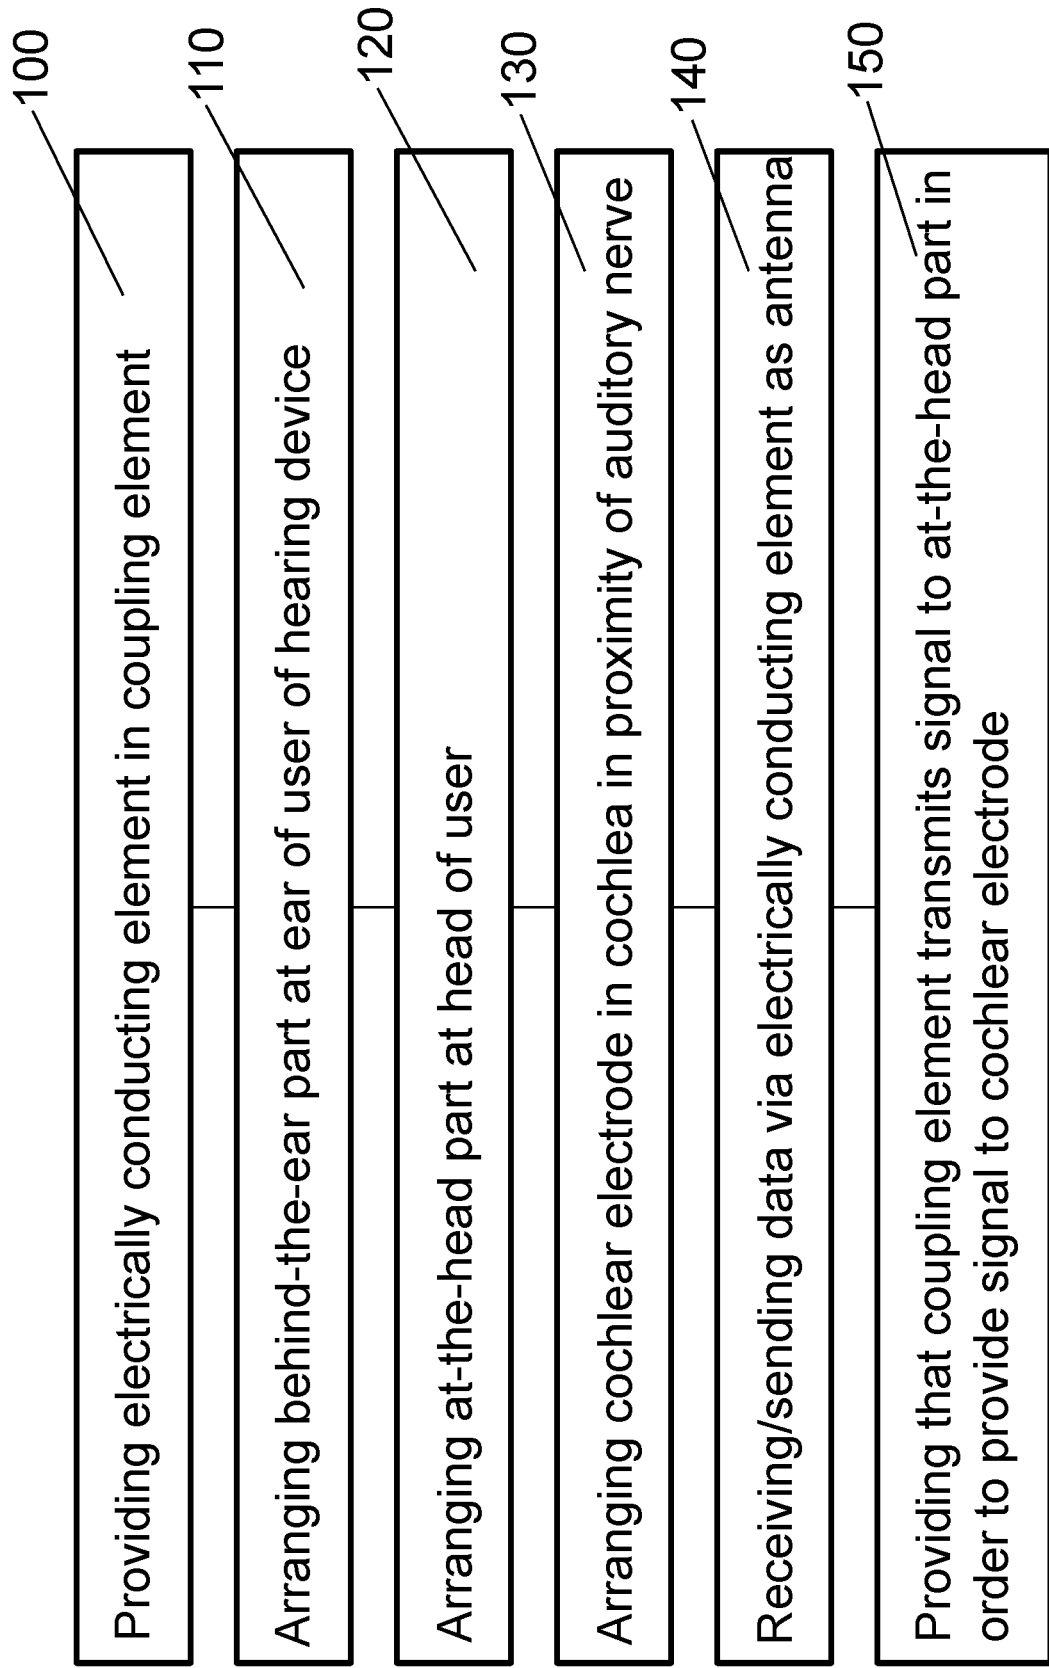 100
Providing electrically conducting element in coupling element
110
Arranging behind-the-ear part at ear of user of hearing device
120
Arranging at-the-head part at head of user
130
Arranging cochlear electrode in cochlea in proximity of auditory nerve
140
Receiving/sending data via electrically conducting element as antenna
150
Providing that coupling element transmits signal to at-the-head part in
order to provide signal to cochlear electrode